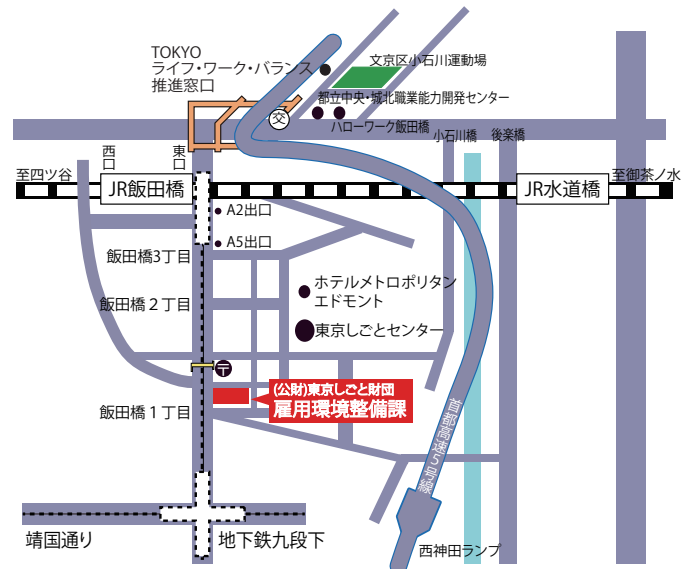 TOKYO
ライフ・ワーク・バランス
推進窓口
文京区小石川運動場
都立中央・城北職業能力開発センター
交
ハローワーク飯田橋
小石川橋
後楽橋
西口
東口
至四ツ谷
JR飯田橋
JR水道橋
至御茶ノ水
A2出口
A5出口
飯田橋3丁目
ホテルメトロポリタン
エドモント
飯田橋2丁目
東京しごとセンター
〒
(公財)東京しごと財団
雇用環境整備課
飯田橋1丁目
首都高速5号線
靖国通り
地下鉄九段下
西神田ランプ